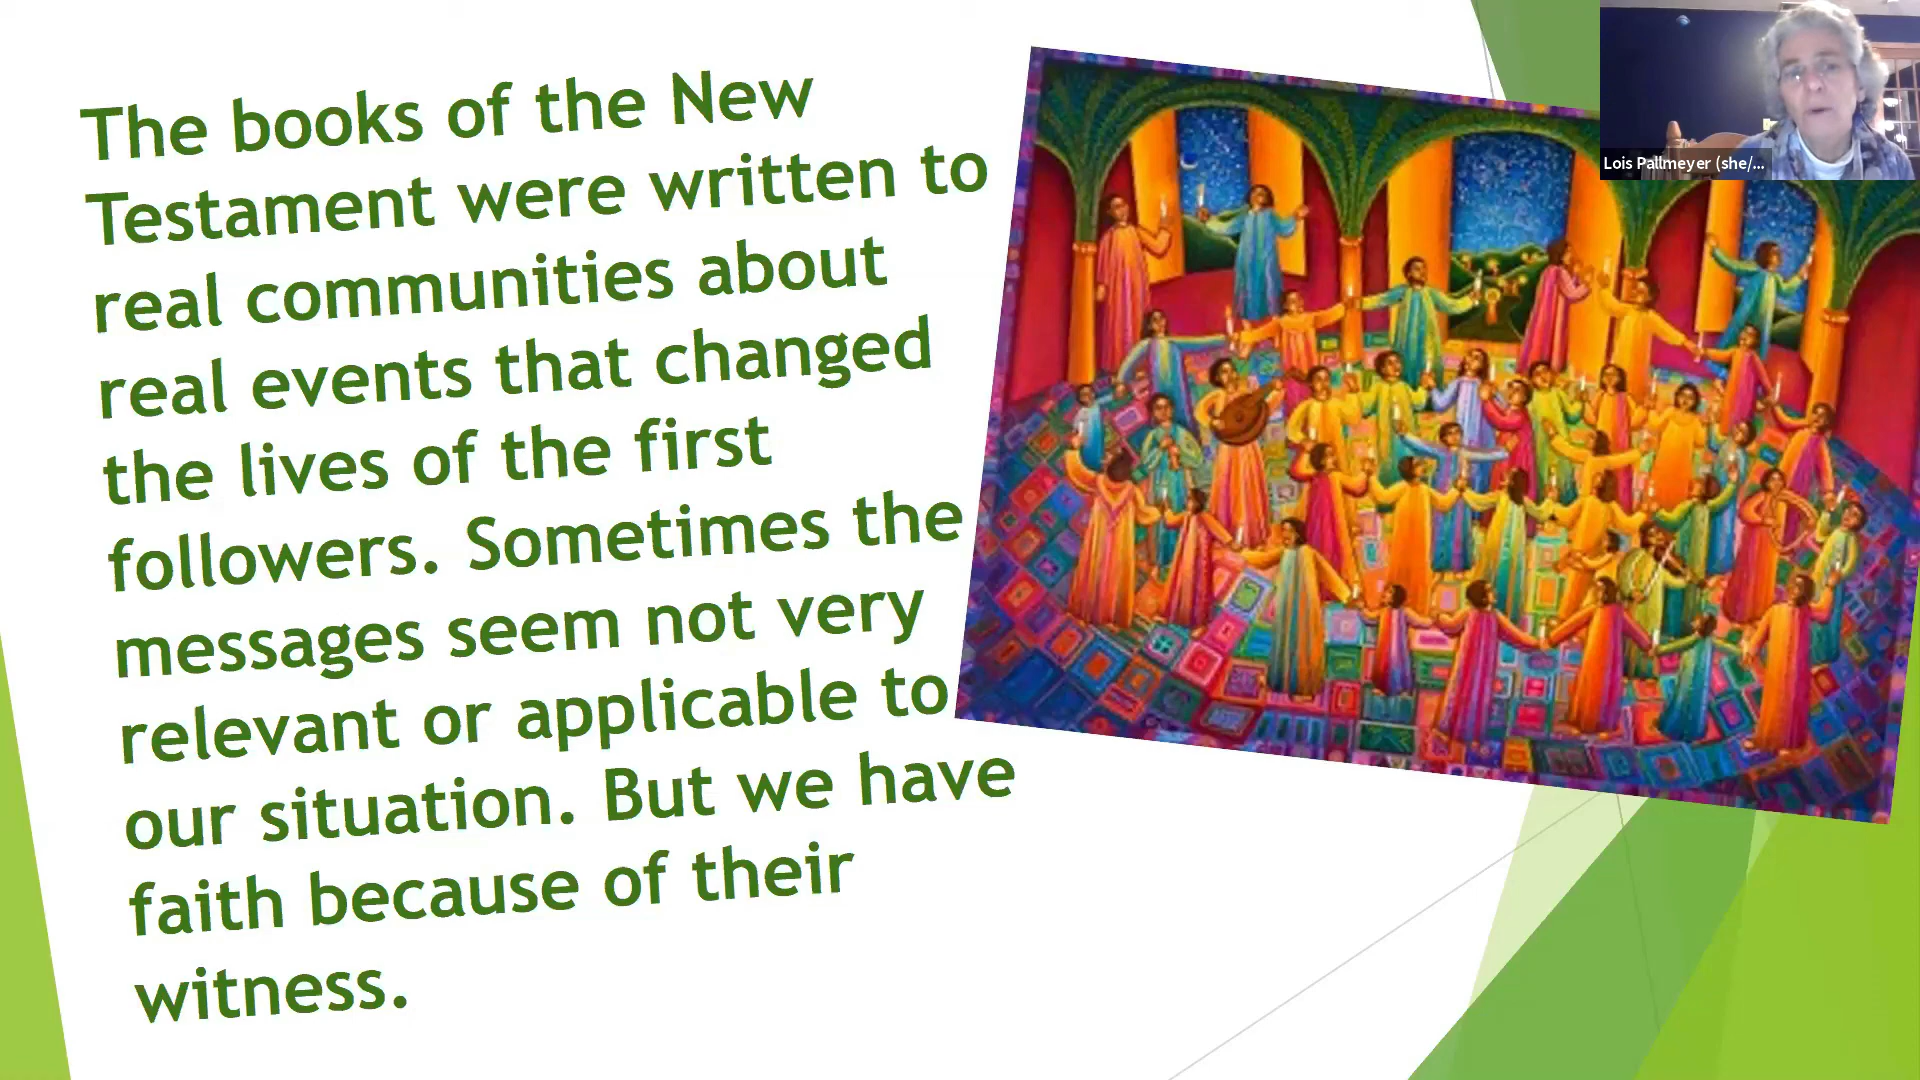 The books of the New
Testament were written to
real communities about
real events that changed
the lives of the first
followers. Sometimes the
messages seem not very
relevant or applicable to
our situation. But we have
faith because of their
witness.
Lois Pallmeyer (she/...